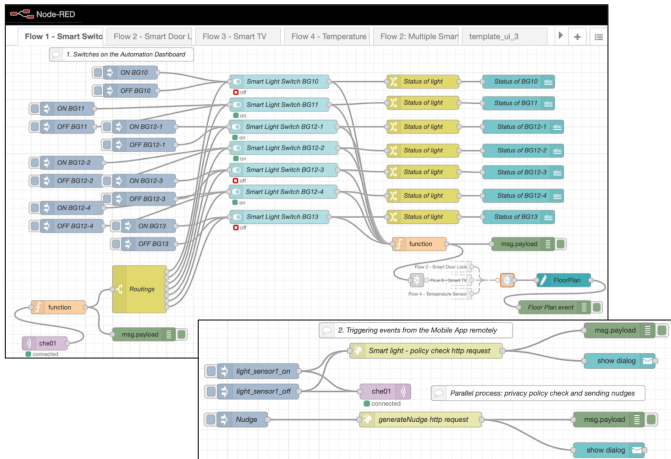 Node-RED
Flow 1 - Smart Switc
Flow 2 - Smart Door L
Flow 3 - Smart TV
Flow 4 - Temperature
Flow 2: Multiple Smart
template_ui_3
1. Switches on the Automation Dashboard
ON BG10
OFF BG10
ON BG11
OFF BG11
ON BG12-1
OFF BG12-1
ON BG12-2
OFF BG12-2
ON BG12-3
OFF BG12-3
ON BG12-4
OFF BG12-4
ON BG13
OFF BG13
Smart Light Switch BG10
off
Smart Light Switch BG11
on
Smart Light Switch BG12-1
on
Smart Light Switch BG12-2
on
Smart Light Switch BG12-3
off
Smart Light Switch BG12-4
on
Smart Light Switch BG13
off
Status of light
Status of BG10
abc
Status of light
Status of BG11
abc
Status of light
Status of BG12-1
abc
Status of light
Status of BG12-2
abc
Status of light
Status of BG12-3
abc
Status of light
Status of BG12-4
abc
Status of light
Status of BG13
abc
function
msg.payload
Flow 2 - Smart Door Lock
Flow 3 - Smart TV
Flow 4 - Temperature Sensor
FloorPlan
Floor Plan event
Routings
function
msg.payload
che01
connected
2. Triggering events from the Mobile App remotely
msg.payload
Smart light - policy check http request
show dialog
light_sensor1_on
light_sensor1_off
che01
connected
Parallel process: privacy policy check and sending nudges
Nudge
generateNudge http request
msg.payload
show dialog